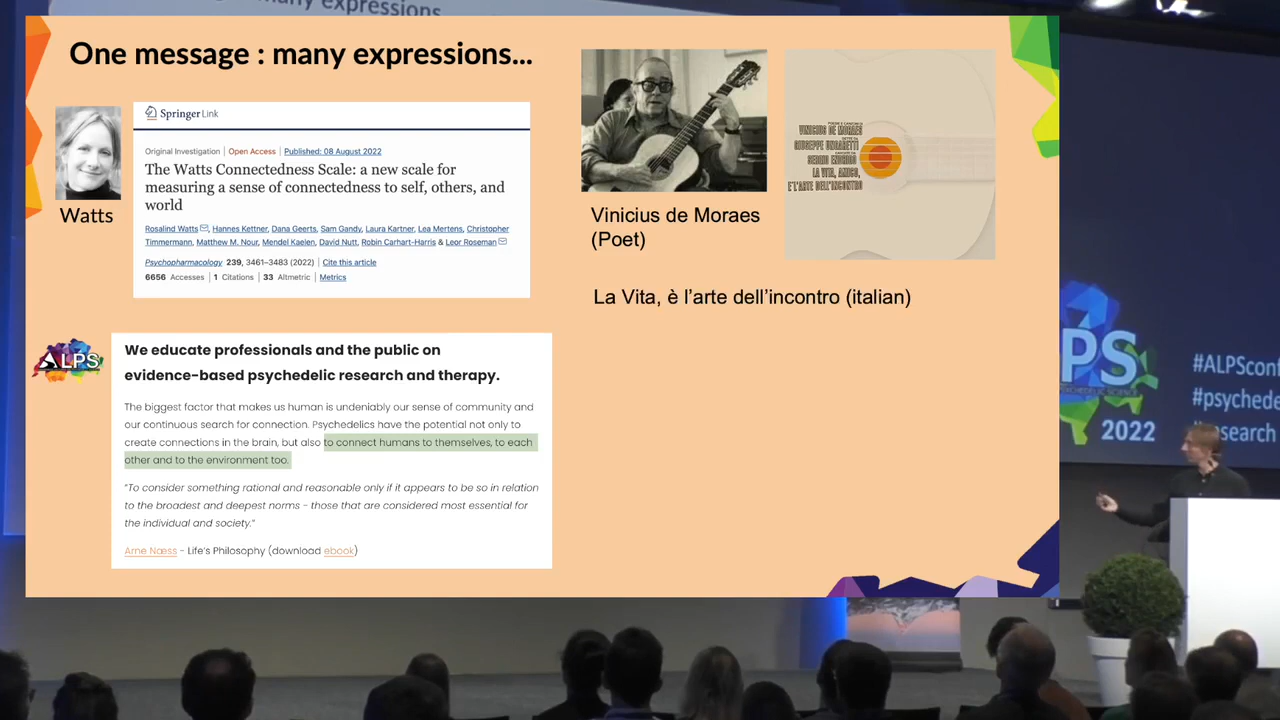 many expressions
One message : many expressions...
Watts
Springer Link
Original Investigation | Open Access | Published: 08 August 2022
The Watts Connectedness Scale: a new scale for
measuring a sense of connectedness to self, others, and
world
Rosalind Watts, Hannes Kettner, Dana Geerts, Sam Gandy, Laura Kartner, Lea Mertens, Christopher
Timmermann, Matthew M. Nour, Mendel Kaelen, David Nutt, Robin Carhart-Harris & Leor Roseman
Psychopharmacology 239, 3461–3483 (2022) | Cite this article
6656 Accesses | 1 Citations | 33 Altmetric | Metrics
VINICIUS DE MORAES
GIUSEPPE UNGARETTI
SERGIO ENDRIGO
LA VITA, AMICO,
E'L'ARTE DELL'INCONTRO
Vinicius de Moraes
(Poet)
La Vita, è l'arte dell'incontro (italian)
ALPS
We educate professionals and the public on
evidence-based psychedelic research and therapy.
The biggest factor that makes us human is undeniably our sense of community and
our continuous search for connection. Psychedelics have the potential not only to
create connections in the brain, but also to connect humans to themselves, to each
other and to the environment too.
“To consider something rational and reasonable only if it appears to be so in relation
to the broadest and deepest norms - those that are considered most essential for
the individual and society.”
Arne Næss - Life's Philosophy (download ebook)
PS
2022
#ALPSconf
#psychede
search